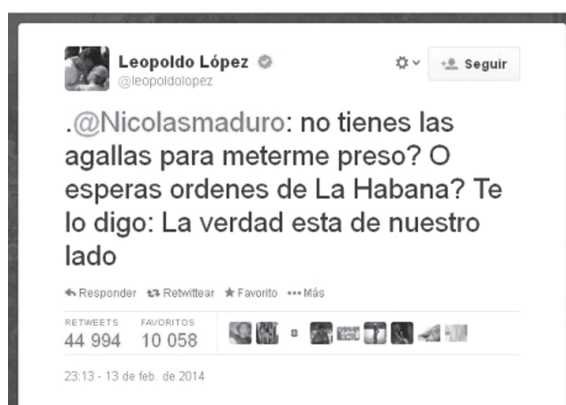 Leopoldo López
@leopoldolopez
Seguir
.@Nicolasmaduro: no tienes las
agallas para meterme preso? O
esperas ordenes de La Habana? Te
lo digo: La verdad esta de nuestro
lado
Responder Retwittear Favorito Más
RETWEETS FAVORITOS
44 994 10 058
23:13 - 13 de feb. de 2014